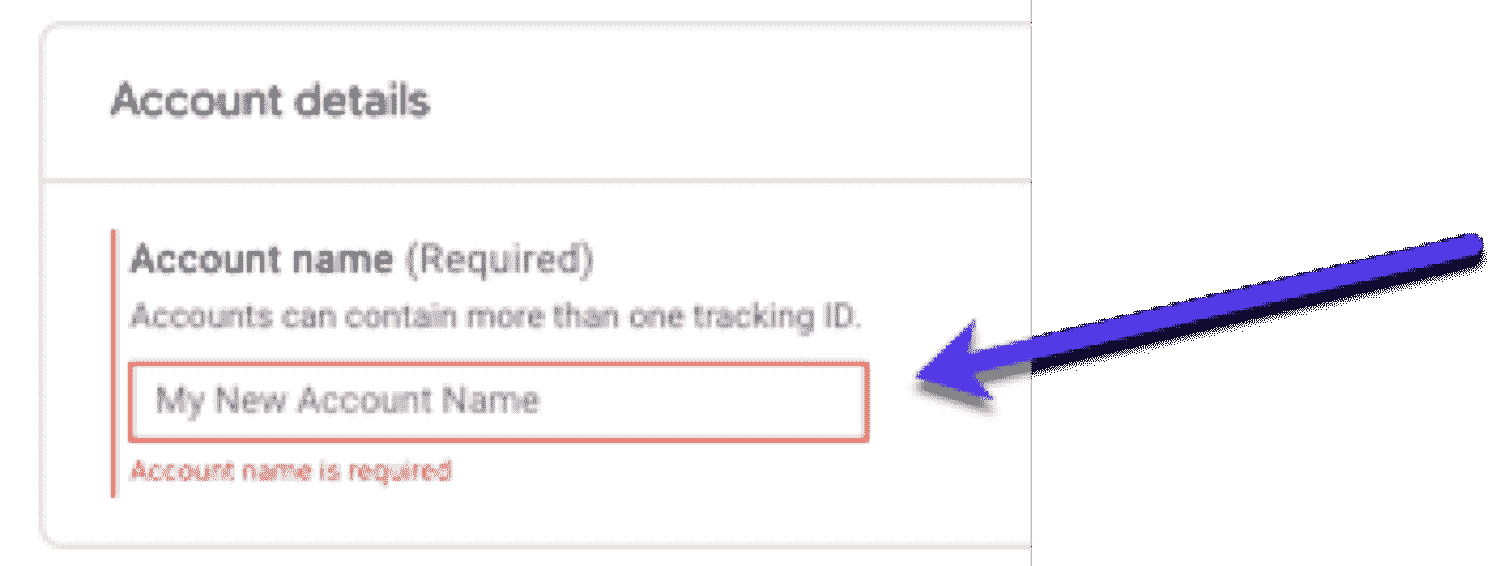 Account details
Account name (Required)
Accounts can contain more than one tracking ID.
My New Account Name
Account name is required